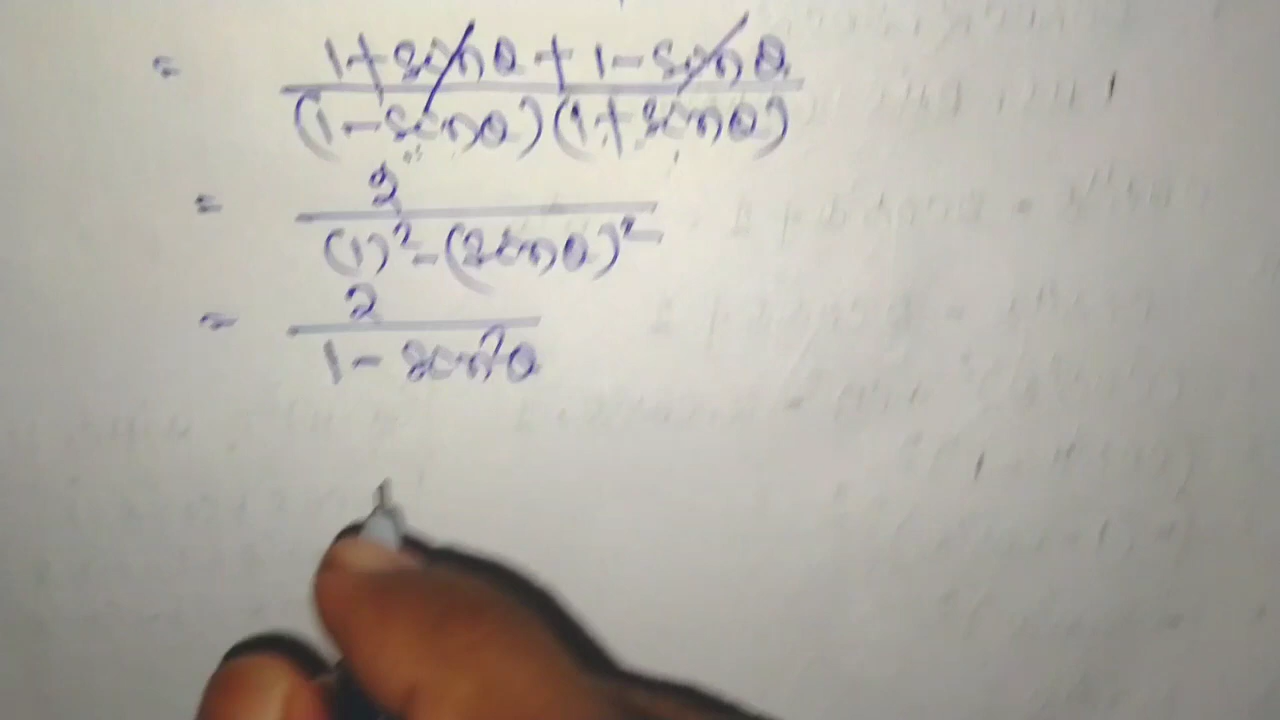 = 1 + sinθ + 1 - sinθ
(1 - sinθ) (1 + sinθ)
= 2
(1)² - (sinθ)²
= 2
1 - sin²θ